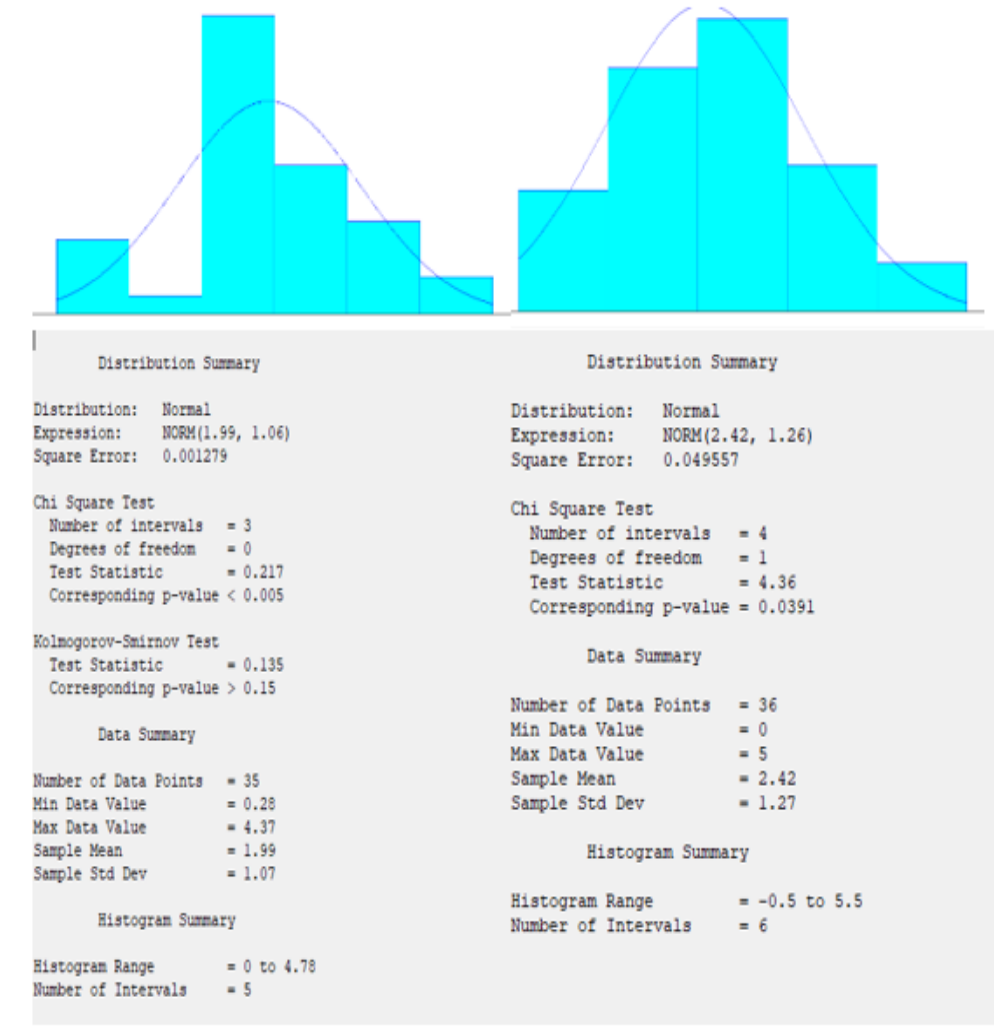 Distribution Summary
Distribution: Normal
Expression: NORM(1.99, 1.06)
Square Error: 0.001279
Chi Square Test
Number of intervals = 3
Degrees of freedom = 0
Test Statistic = 0.217
Corresponding p-value < 0.005
Kolmogorov-Smirnov Test
Test Statistic = 0.135
Corresponding p-value > 0.15
Data Summary
Number of Data Points = 35
Min Data Value = 0.28
Max Data Value = 4.37
Sample Mean = 1.99
Sample Std Dev = 1.07
Histogram Summary
Histogram Range = 0 to 4.78
Number of Intervals = 5
Distribution Summary
Distribution: Normal
Expression: NORM(2.42, 1.26)
Square Error: 0.049557
Chi Square Test
Number of intervals = 4
Degrees of freedom = 1
Test Statistic = 4.36
Corresponding p-value = 0.0391
Data Summary
Number of Data Points = 36
Min Data Value = 0
Max Data Value = 5
Sample Mean = 2.42
Sample Std Dev = 1.27
Histogram Summary
Histogram Range = -0.5 to 5.5
Number of Intervals = 6